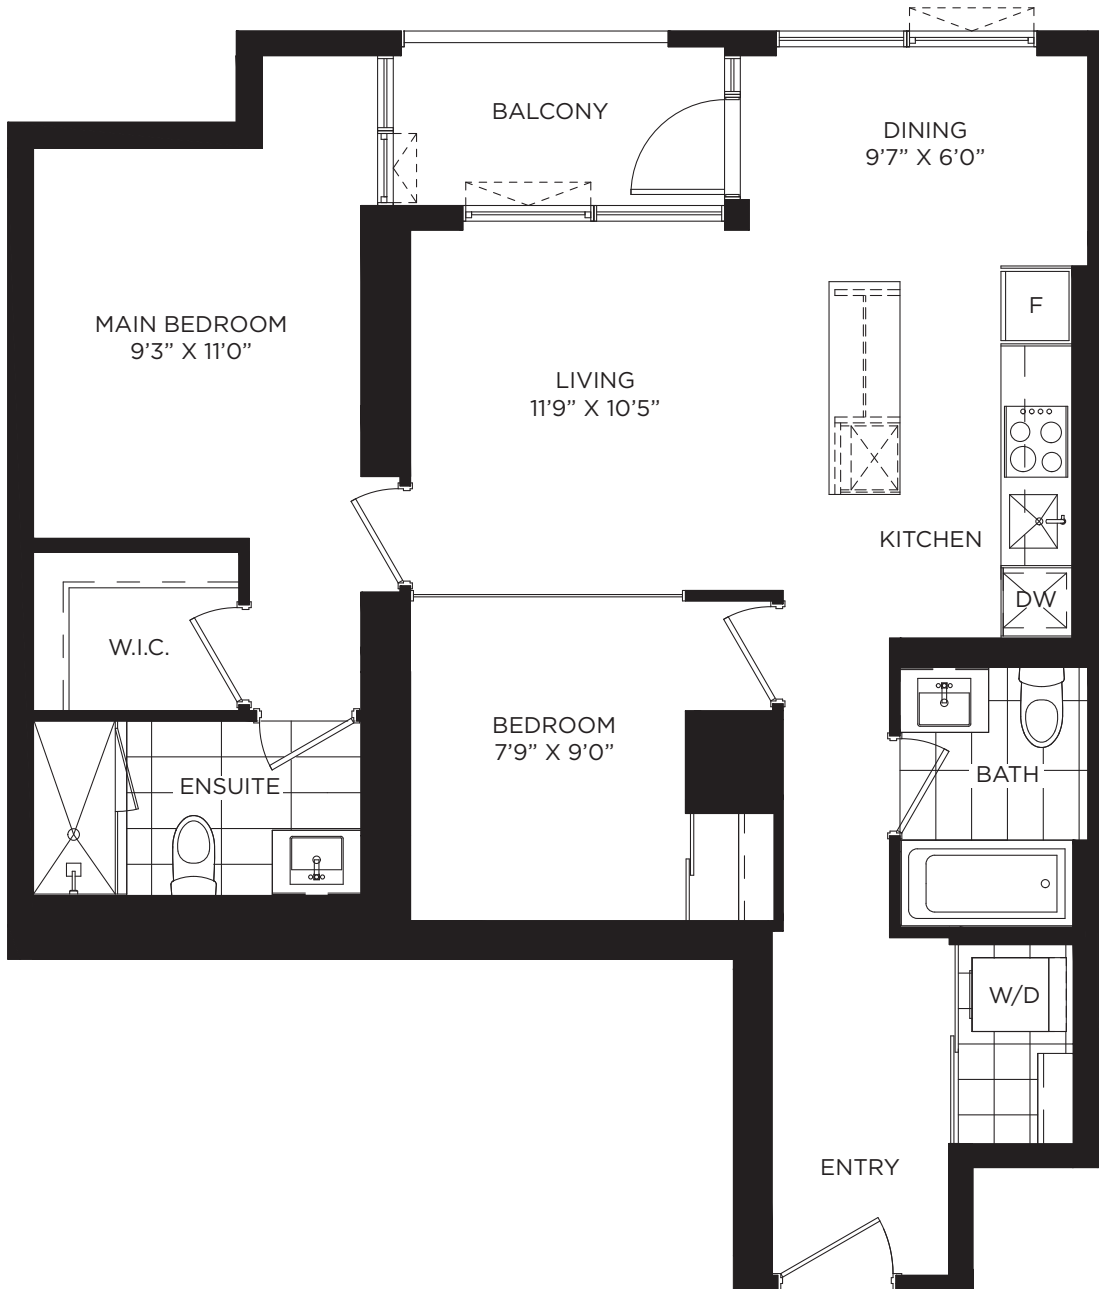 BALCONY
DINING
9’7” X 6’0”
F
MAIN BEDROOM
9’3” X 11’0”
LIVING
11’9” X 10’5”
KITCHEN
DW
W.I.C.
BEDROOM
7’9” X 9’0”
BATH
ENSUITE
W/D
ENTRY